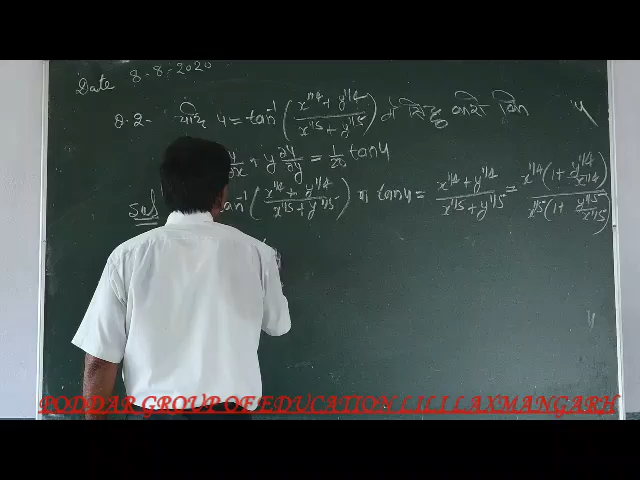 Date 8-8-2020
Q.2- यदि u = tan⁻¹ ( (x^1/4 + y^1/4) / (x^1/5 + y^1/5) ) तो सिद्ध करो कि
∂x + y ∂u/∂y = 1/20 tan u
Sol an⁻¹ ( (x^1/4 + y^1/4) / (x^1/5 + y^1/5) ) tan u = (x^1/4 + y^1/4) / (x^1/5 + y^1/5) = x^1/4 (1 + y^1/4 / x^1/4) / x^1/5 (1 + y^1/5 / x^1/5)
PODDAR GROUP OF EDUCATION LILI LAXMANGARH